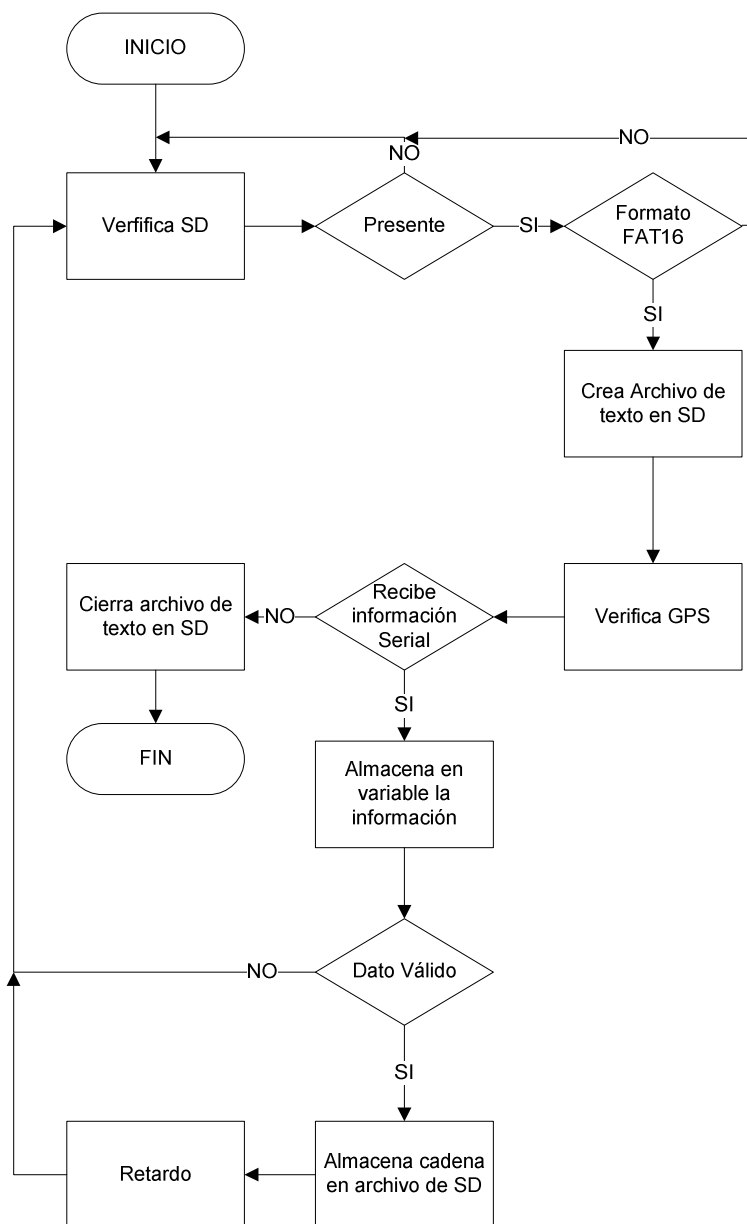 INICIO
NO
NO
Verfifica SD
Presente
SI
Formato
FAT16
SI
Crea Archivo de
texto en SD
Cierra archivo de
texto en SD
NO
Recibe
información
Serial
Verifica GPS
SI
FIN
Almacena en
variable la
información
NO
Dato Válido
SI
Retardo
Almacena cadena
en archivo de SD